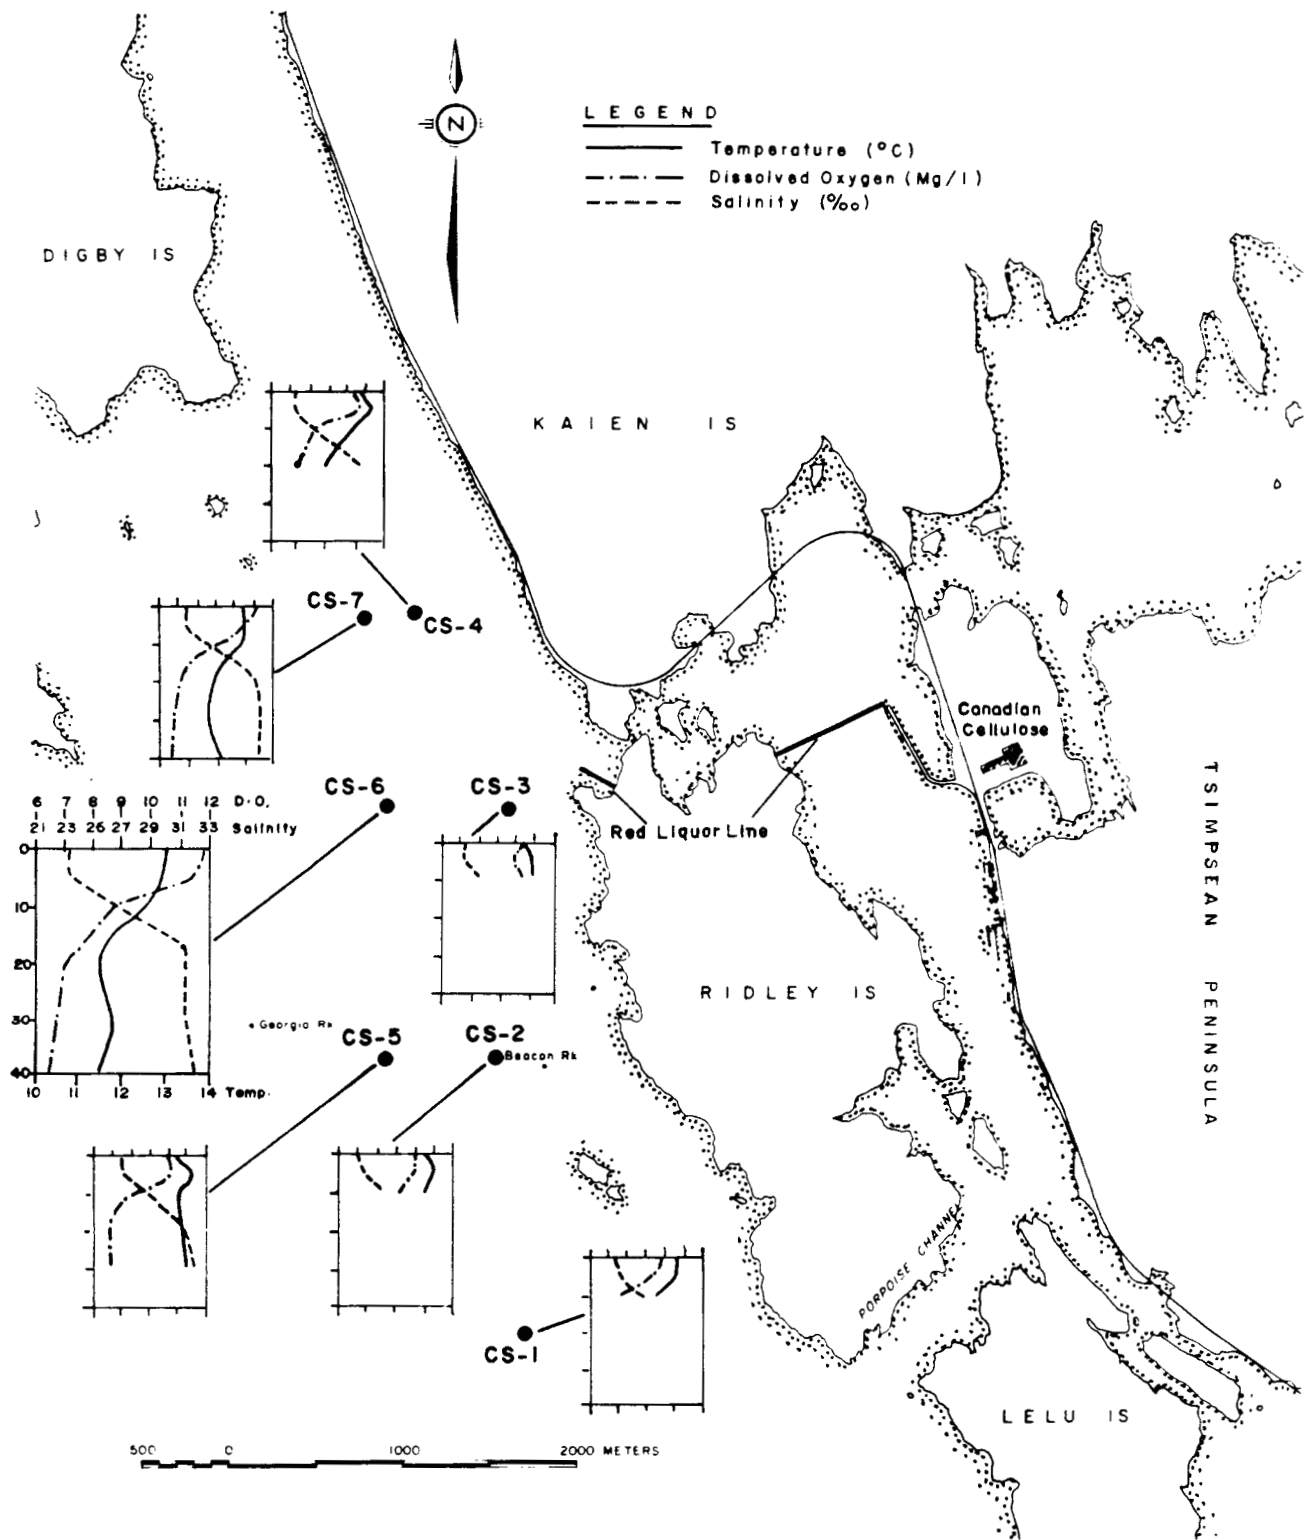 LEGEND
Temperature (°C)
Dissolved Oxygen (Mg/l)
Salinity (‰)
N
DIGBY IS
KAIEN IS
CS-7
CS-4
Canadian
Cellulose
CS-6
CS-3
6 7 8 9 10 11 12 D.O.
21 23 26 27 29 31 33 Salinity
Red Liquor Line
0
10
20
30
40
10 11 12 13 14 Temp.
TSIMPSEAN PENINSULA
RIDLEY IS
Georgia Rk
CS-5
CS-2
Beacon Rk
PORPOISE CHANNEL
CS-1
LELU IS
500 0 1000 2000 METERS